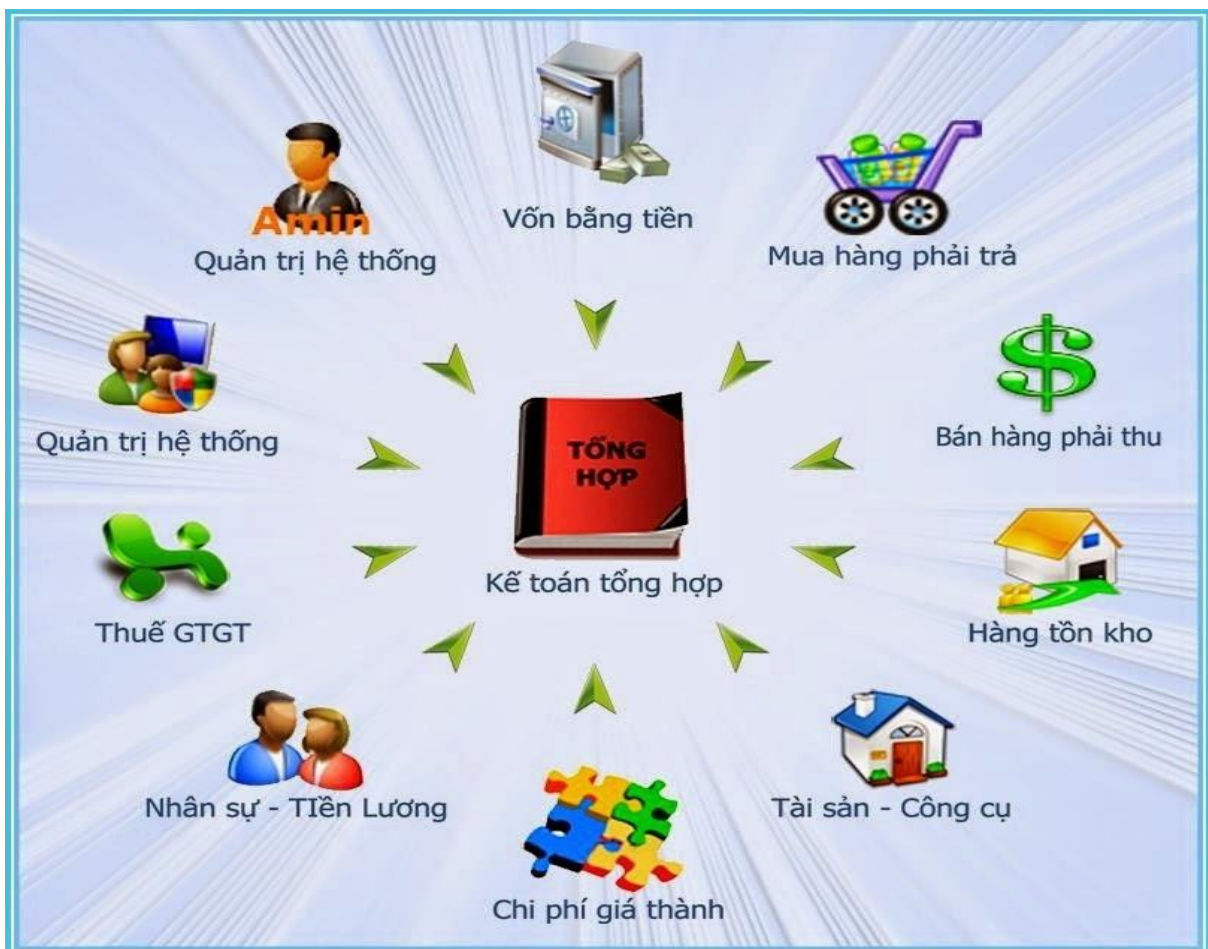 Vốn bằng tiền
Amin
Quản trị hệ thống
Mua hàng phải trả
Quản trị hệ thống
Bán hàng phải thu
TỔNG
HỢP
Kế toán tổng hợp
Thuế GTGT
Hàng tồn kho
Nhân sự - TIền Lương
Tài sản - Công cụ
Chi phí giá thành